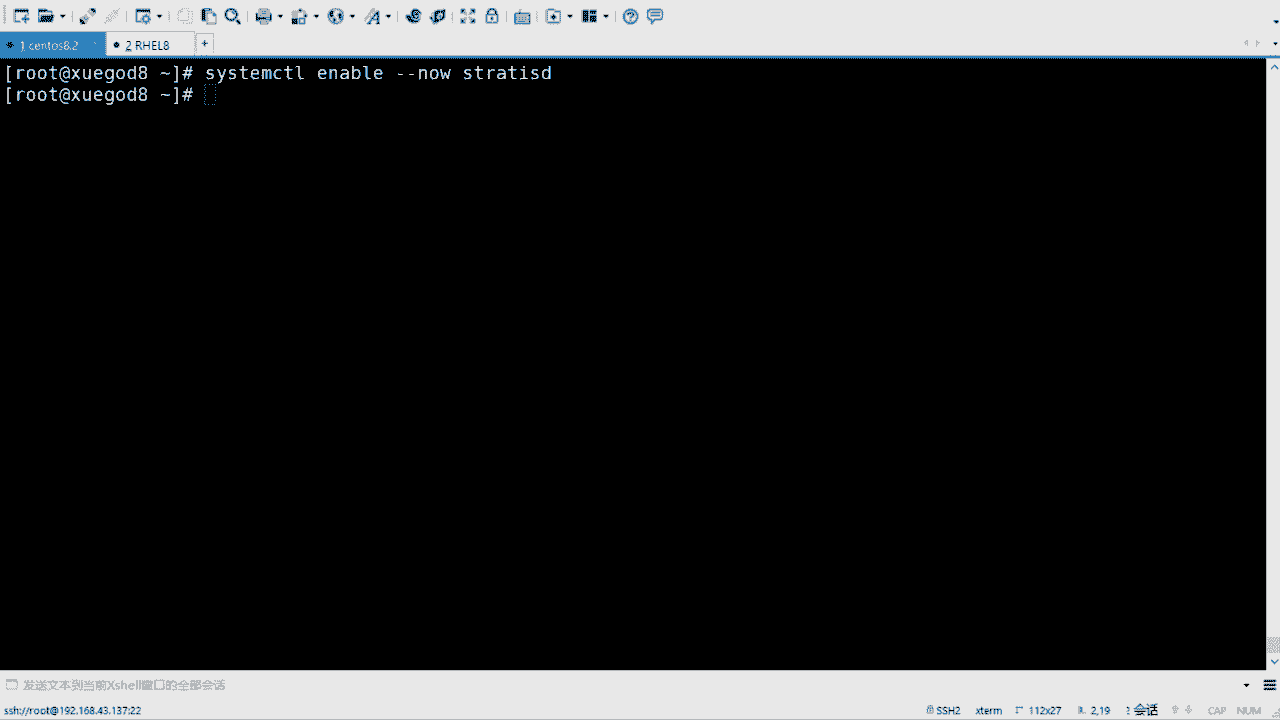 1 centos8.2
2 RHEL8
+
[root@xuegod8 ~]# systemctl enable --now stratisd
[root@xuegod8 ~]#
发送文本到当前Xshell窗口的全部会话
ssh://root@192.168.43.137:22
SSH2
xterm
112x27
2,19
1 会话
CAP
NUM